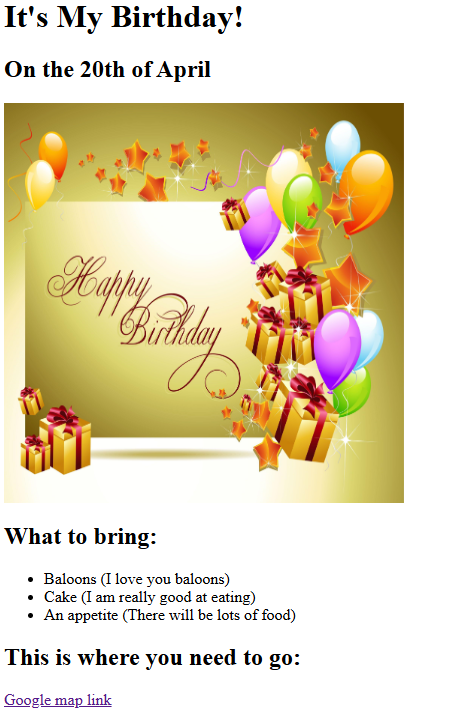 It's My Birthday!
On the 20th of April
Happy
Birthday
What to bring:
Baloons (I love you baloons)
Cake (I am really good at eating)
An appetite (There will be lots of food)
This is where you need to go:
Google map link